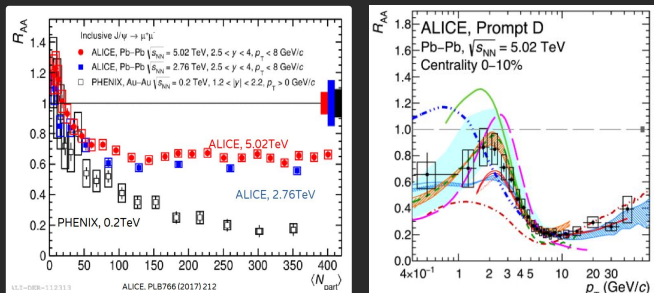 R_AA
Inclusive J/ψ → μ⁺μ⁻
ALICE, Pb-Pb √s_NN = 5.02 TeV, 2.5 < y < 4, p_T < 8 GeV/c
ALICE, Pb-Pb √s_NN = 2.76 TeV, 2.5 < y < 4, p_T < 8 GeV/c
PHENIX, Au-Au √s_NN = 0.2 TeV, 1.2 < |y| < 2.2, p_T > 0 GeV/c
1.4
1.2
1
0.8
0.6
0.4
0.2
0
ALICE, 5.02TeV
ALICE, 2.76TeV
PHENIX, 0.2TeV
0 50 100 150 200 250 300 350 400
⟨N_part⟩
ALICE. PLB766 (2017) 212
R_AA
ALICE, Prompt D
Pb-Pb, √s_NN = 5.02 TeV
Centrality 0-10%
1.8
1.6
1.4
1.2
1.0
0.8
0.6
0.4
0.2
0.0
4×10⁻¹ 1 2 3 4 5 10 20 30
p_T (GeV/c)